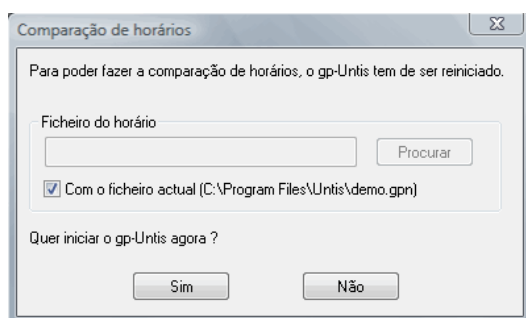 Comparação de horários
Para poder fazer a comparação de horários, o gp-Untis tem de ser reiniciado.
Ficheiro do horário
Procurar
Com o ficheiro actual (C:\Program Files\Untis\demo.gpn)
Quer iniciar o gp-Untis agora ?
Sim Não